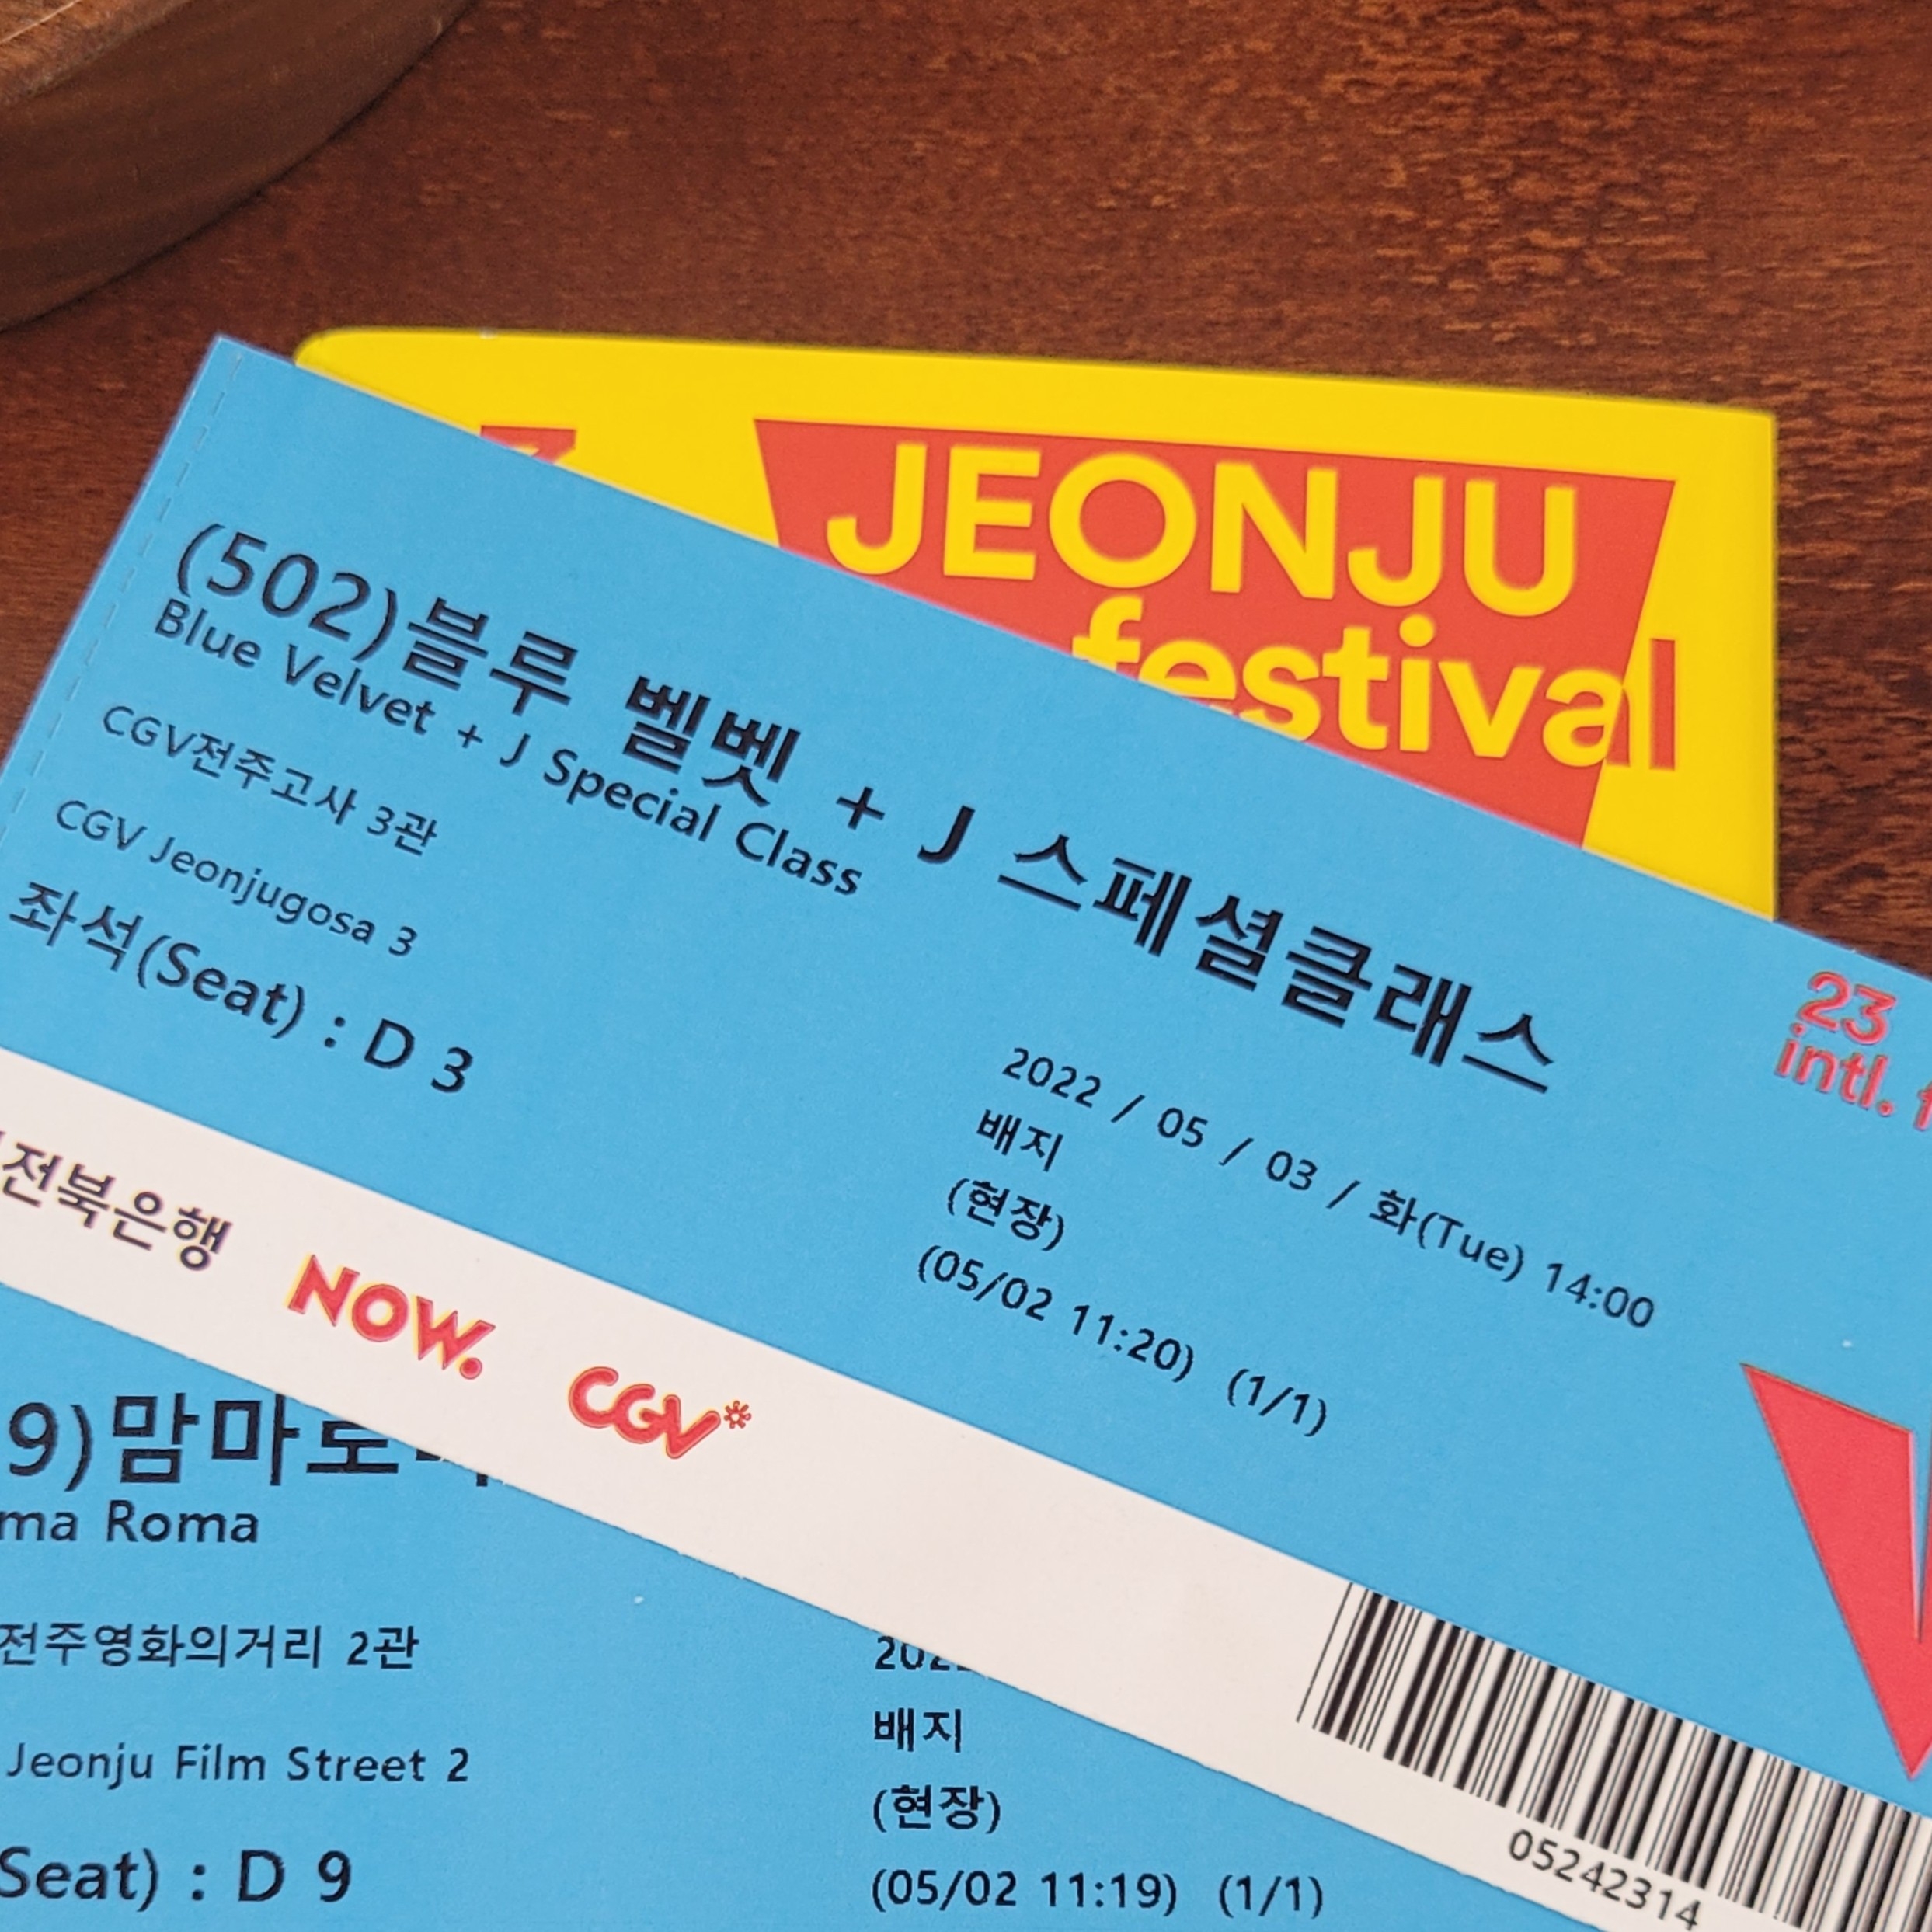 JEONJU
festival
(502)블루 벨벳 + J 스페셜클래스
Blue Velvet + J Special Class
CGV전주고사 3관
CGV Jeonjugosa 3
좌석(Seat) : D 3
23
intl.
2022 / 05 / 03 / 화(Tue) 14:00
배지
(현장)
(05/02 11:20) (1/1)
전북은행 NOW. CGV
05242314
9)맘마로
ma Roma
전주영화의거리 2관
Jeonju Film Street 2
Seat) : D 9
배지
(현장)
(05/02 11:19) (1/1)